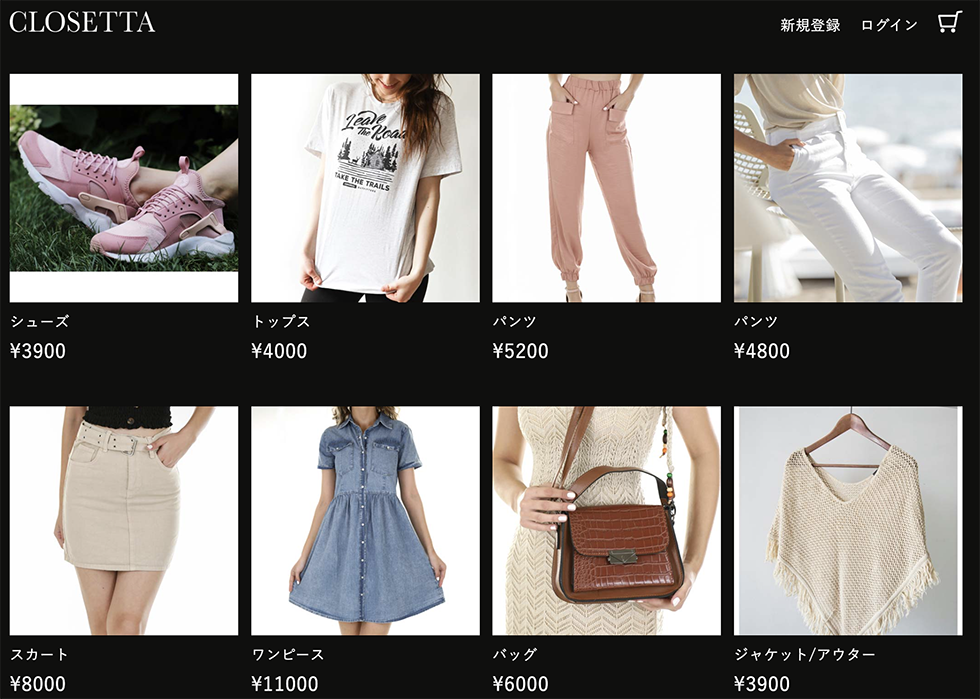 CLOSETTA
新規登録 ログイン
Leave
The Road
TAKE THE TRAILS
シューズ
¥3900
トップス
¥4000
パンツ
¥5200
パンツ
¥4800
スカート
¥8000
ワンピース
¥11000
バッグ
¥6000
ジャケット/アウター
¥3900